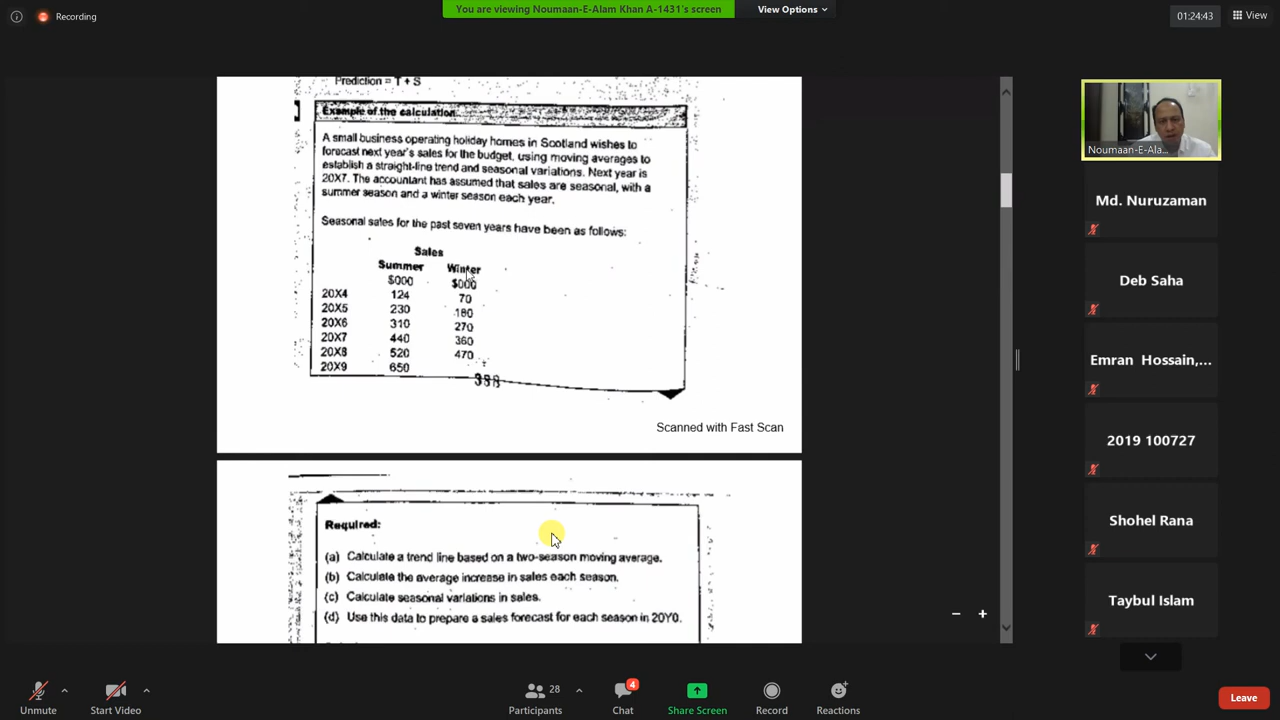 Recording
You are viewing Noumaan-E-Alam Khan A-1431's screen
View Options
01:24:43
View
Prediction = T + S
Example of the calculation
A small business operating holiday homes in Scotland wishes to
forecast next year's sales for the budget, using moving averages to
establish a straight-line trend and seasonal variations. Next year is
20X7. The accountant has assumed that sales are seasonal, with a
summer season and a winter season each year.
Seasonal sales for the past seven years have been as follows:
Sales
Summer Winter
$000 $000
20X4 124 70
20X5 230 180
20X6 310 270
20X7 440 360
20X8 520 470
20X9 650
388
Scanned with Fast Scan
Required:
(a) Calculate a trend line based on a two-season moving average.
(b) Calculate the average increase in sales each season.
(c) Calculate seasonal variations in sales.
(d) Use this data to prepare a sales forecast for each season in 20Y0.
Noumaan-E-Ala...
Md. Nuruzaman
Deb Saha
Emran Hossain,...
2019 100727
Shohel Rana
Taybul Islam
Unmute
Start Video
28
Participants
4
Chat
Share Screen
Record
Reactions
Leave